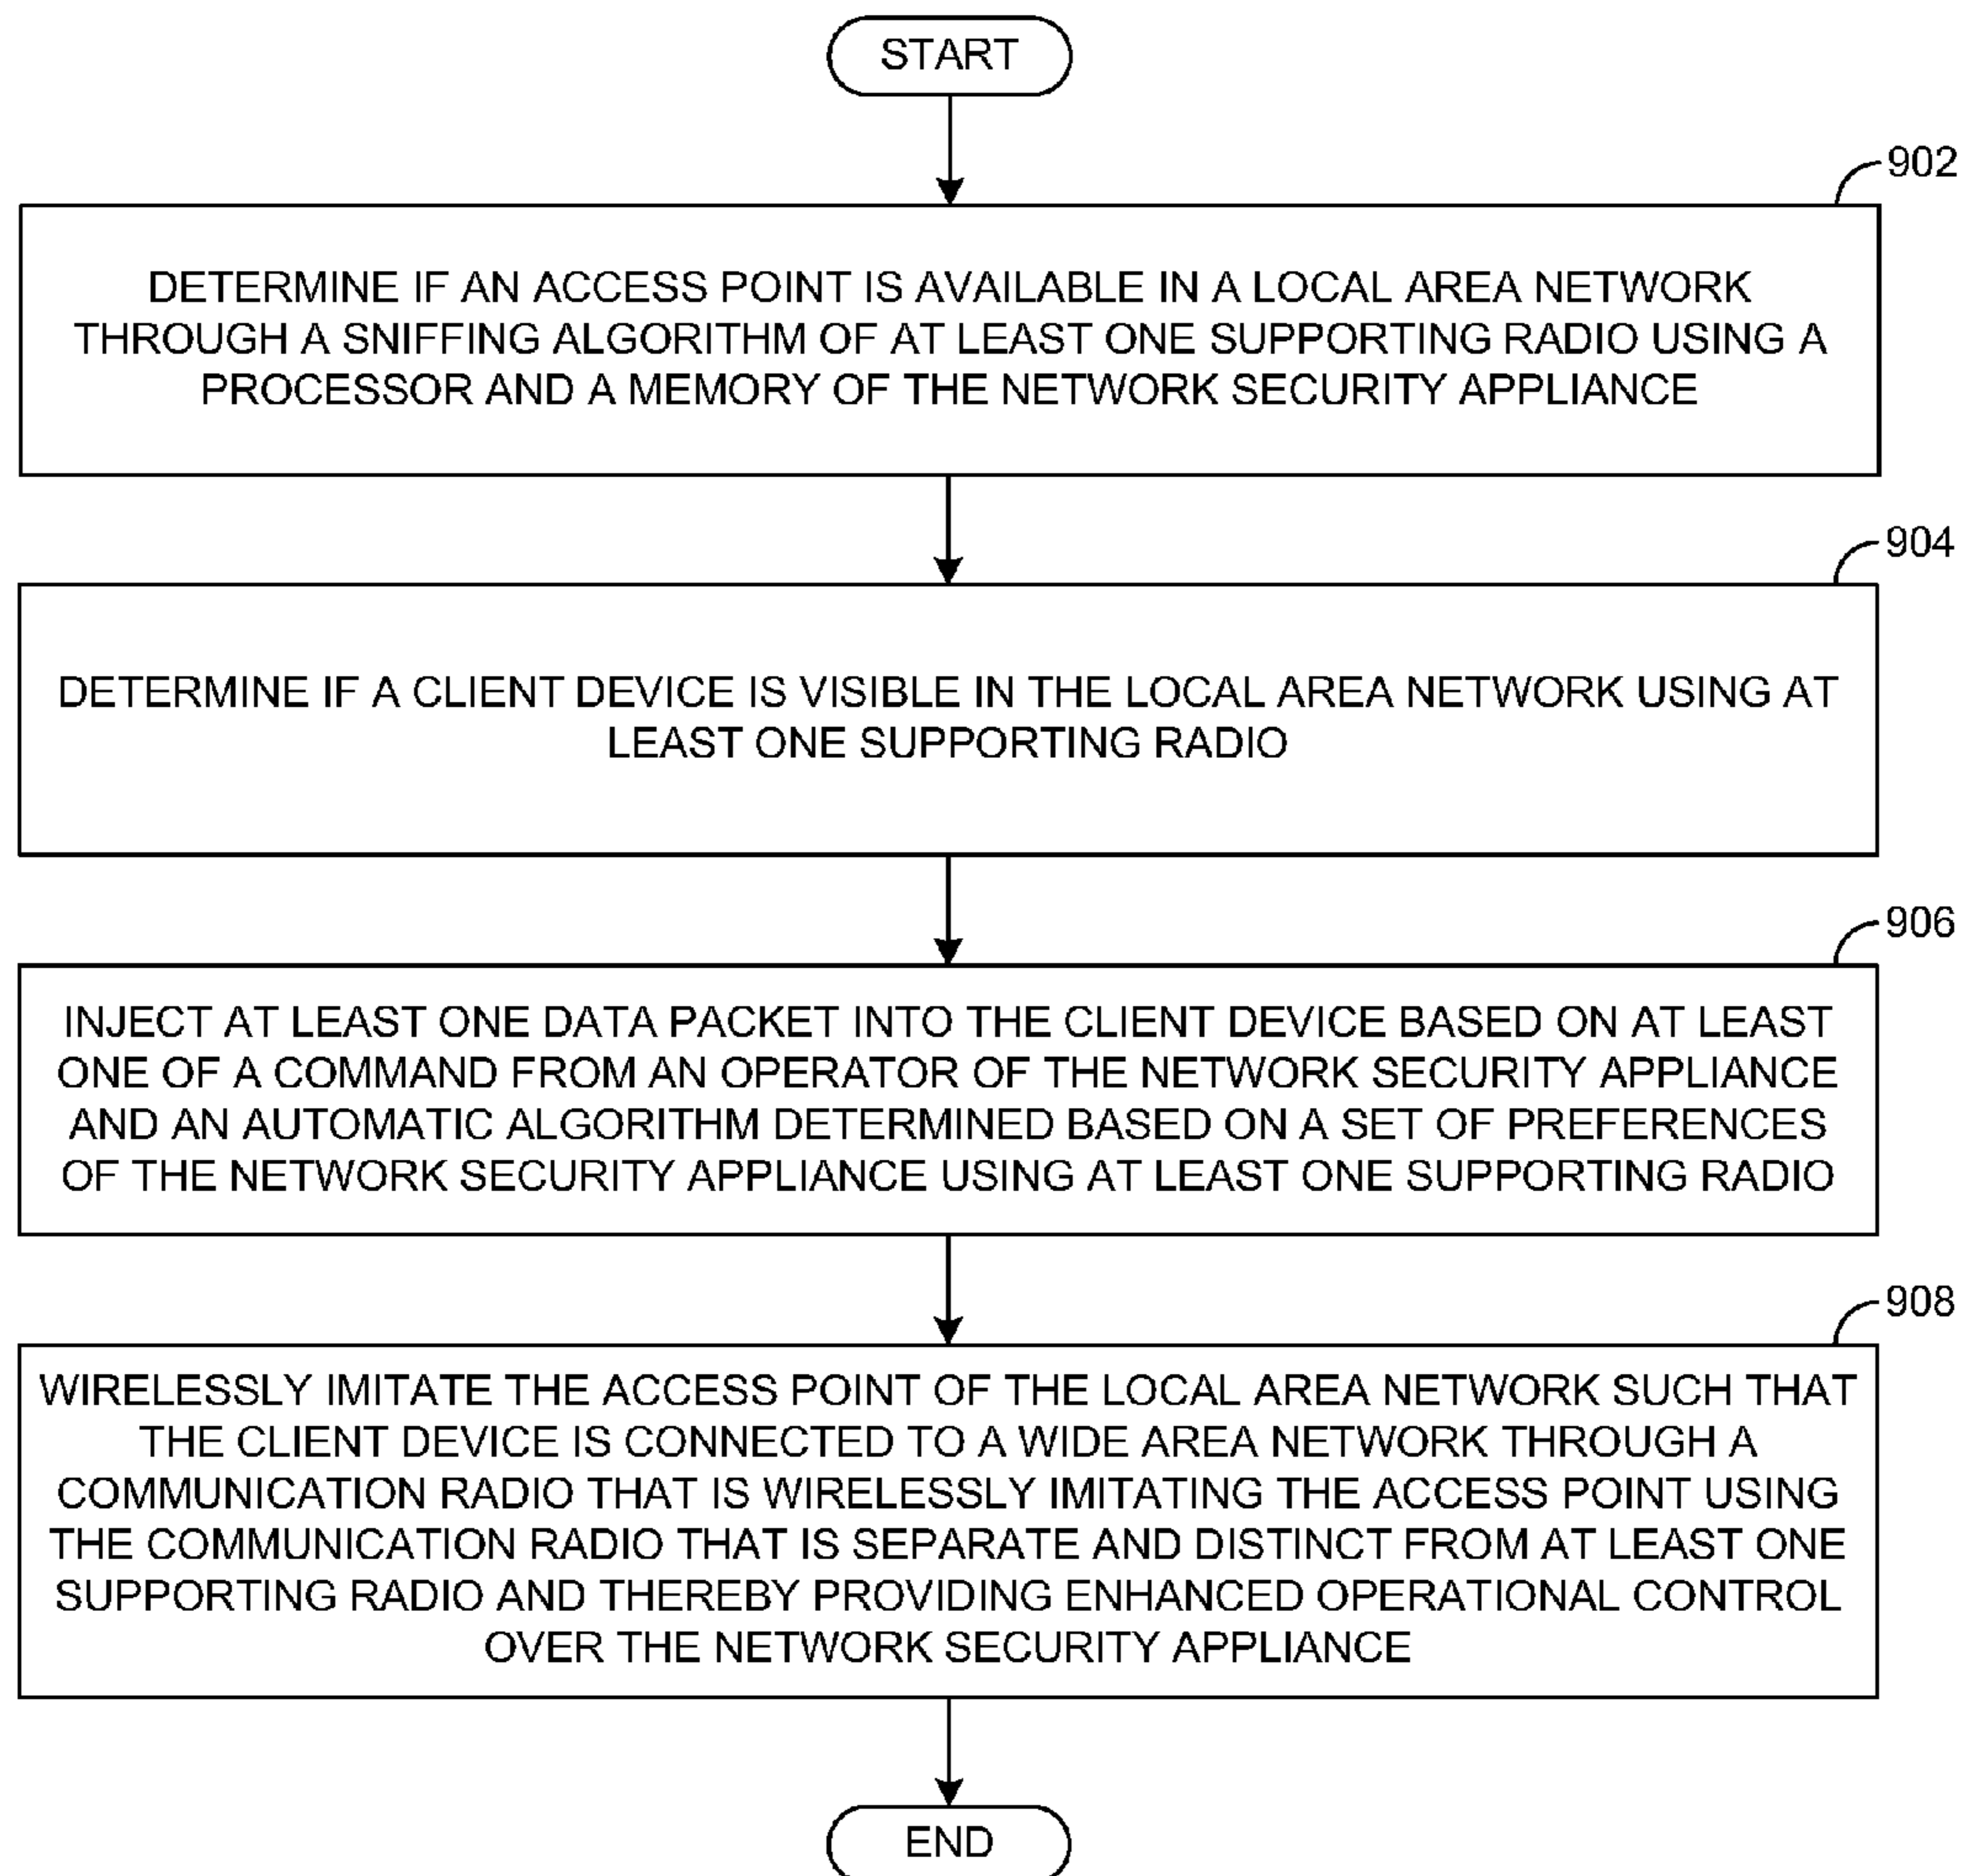 START
902
DETERMINE IF AN ACCESS POINT IS AVAILABLE IN A LOCAL AREA NETWORK
THROUGH A SNIFFING ALGORITHM OF AT LEAST ONE SUPPORTING RADIO USING A
PROCESSOR AND A MEMORY OF THE NETWORK SECURITY APPLIANCE
904
DETERMINE IF A CLIENT DEVICE IS VISIBLE IN THE LOCAL AREA NETWORK USING AT
LEAST ONE SUPPORTING RADIO
906
INJECT AT LEAST ONE DATA PACKET INTO THE CLIENT DEVICE BASED ON AT LEAST
ONE OF A COMMAND FROM AN OPERATOR OF THE NETWORK SECURITY APPLIANCE
AND AN AUTOMATIC ALGORITHM DETERMINED BASED ON A SET OF PREFERENCES
OF THE NETWORK SECURITY APPLIANCE USING AT LEAST ONE SUPPORTING RADIO
908
WIRELESSLY IMITATE THE ACCESS POINT OF THE LOCAL AREA NETWORK SUCH THAT
THE CLIENT DEVICE IS CONNECTED TO A WIDE AREA NETWORK THROUGH A
COMMUNICATION RADIO THAT IS WIRELESSLY IMITATING THE ACCESS POINT USING
THE COMMUNICATION RADIO THAT IS SEPARATE AND DISTINCT FROM AT LEAST ONE
SUPPORTING RADIO AND THEREBY PROVIDING ENHANCED OPERATIONAL CONTROL
OVER THE NETWORK SECURITY APPLIANCE
END